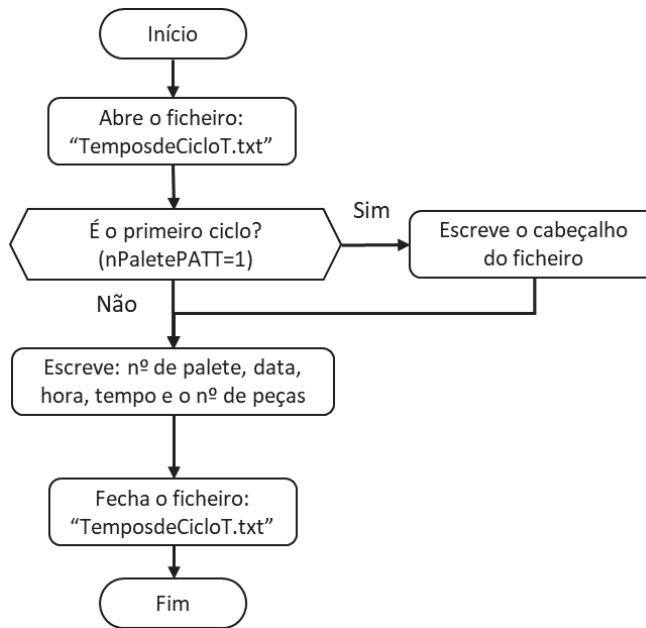 Início
Abre o ficheiro:
“TemposdeCicloT.txt”
É o primeiro ciclo?
(nPaletePATT=1)
Sim
Escreve o cabeçalho
do ficheiro
Não
Escreve: nº de palete, data,
hora, tempo e o nº de peças
Fecha o ficheiro:
“TemposdeCicloT.txt”
Fim